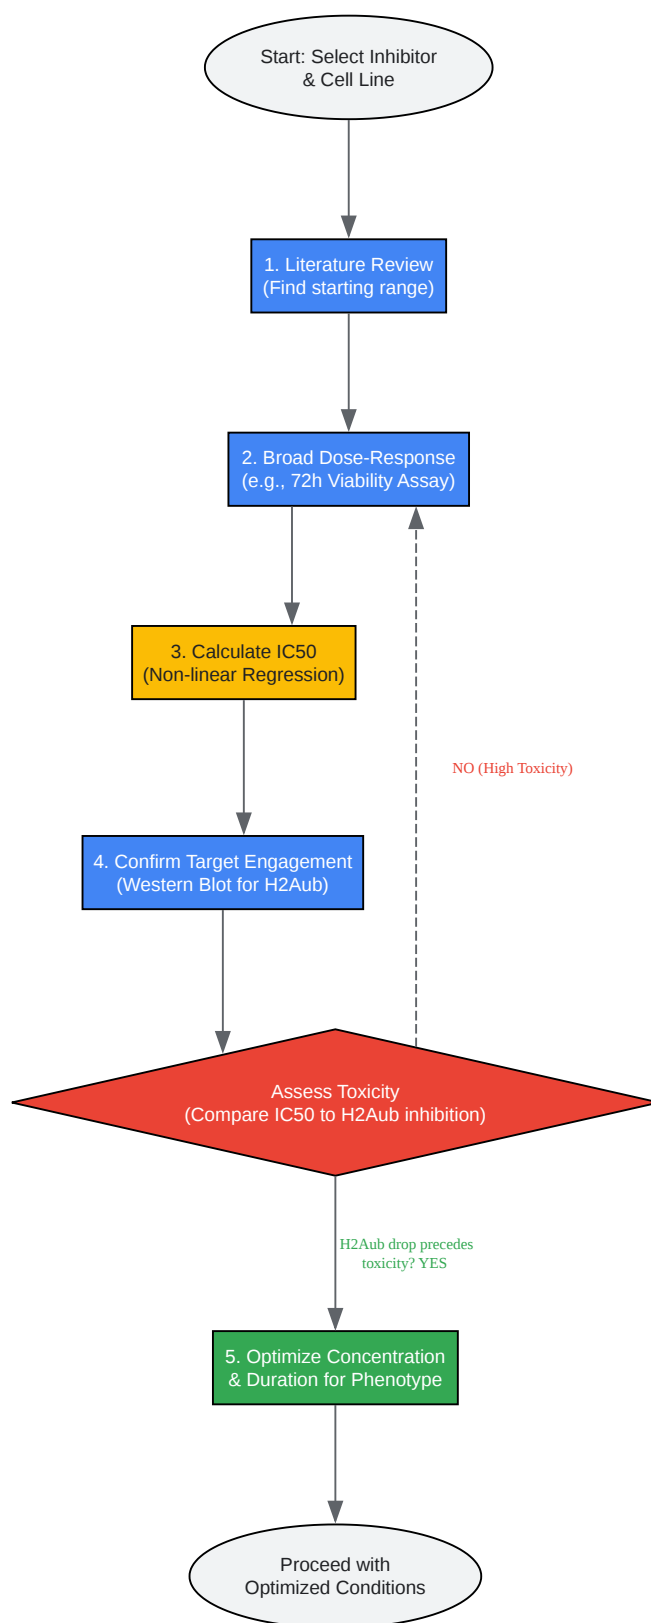 Start: Select Inhibitor
& Cell Line
1. Literature Review
(Find starting range)
2. Broad Dose-Response
(e.g., 72h Viability Assay)
3. Calculate IC50
(Non-linear Regression)
NO (High Toxicity)
4. Confirm Target Engagement
(Western Blot for H2Aub)
Assess Toxicity
(Compare IC50 to H2Aub inhibition)
H2Aub drop precedes
toxicity? YES
5. Optimize Concentration
& Duration for Phenotype
Proceed with
Optimized Conditions